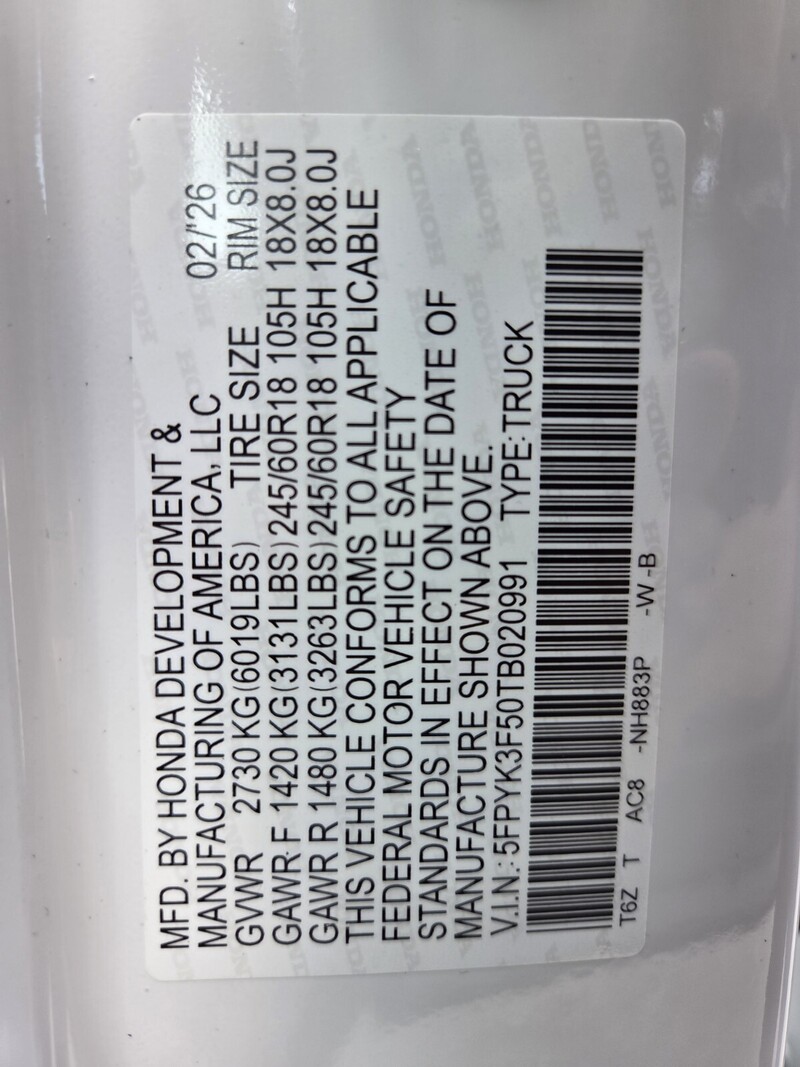 MFD. BY HONDA DEVELOPMENT &
MANUFACTURING OF AMERICA, LLC 02/'26
GVWR 2730 KG(6019LBS) TIRE SIZE RIM SIZE
GAWR F 1420 KG(3131LBS) 245/60R18 105H 18X8.0J
GAWR R 1480 KG(3263LBS) 245/60R18 105H 18X8.0J
THIS VEHICLE CONFORMS TO ALL APPLICABLE
FEDERAL MOTOR VEHICLE SAFETY
STANDARDS IN EFFECT ON THE DATE OF
MANUFACTURE SHOWN ABOVE.
V.I.N.: 5FPYK3F50TB020991 TYPE:TRUCK
T6Z T AC8 -NH883P -W -B